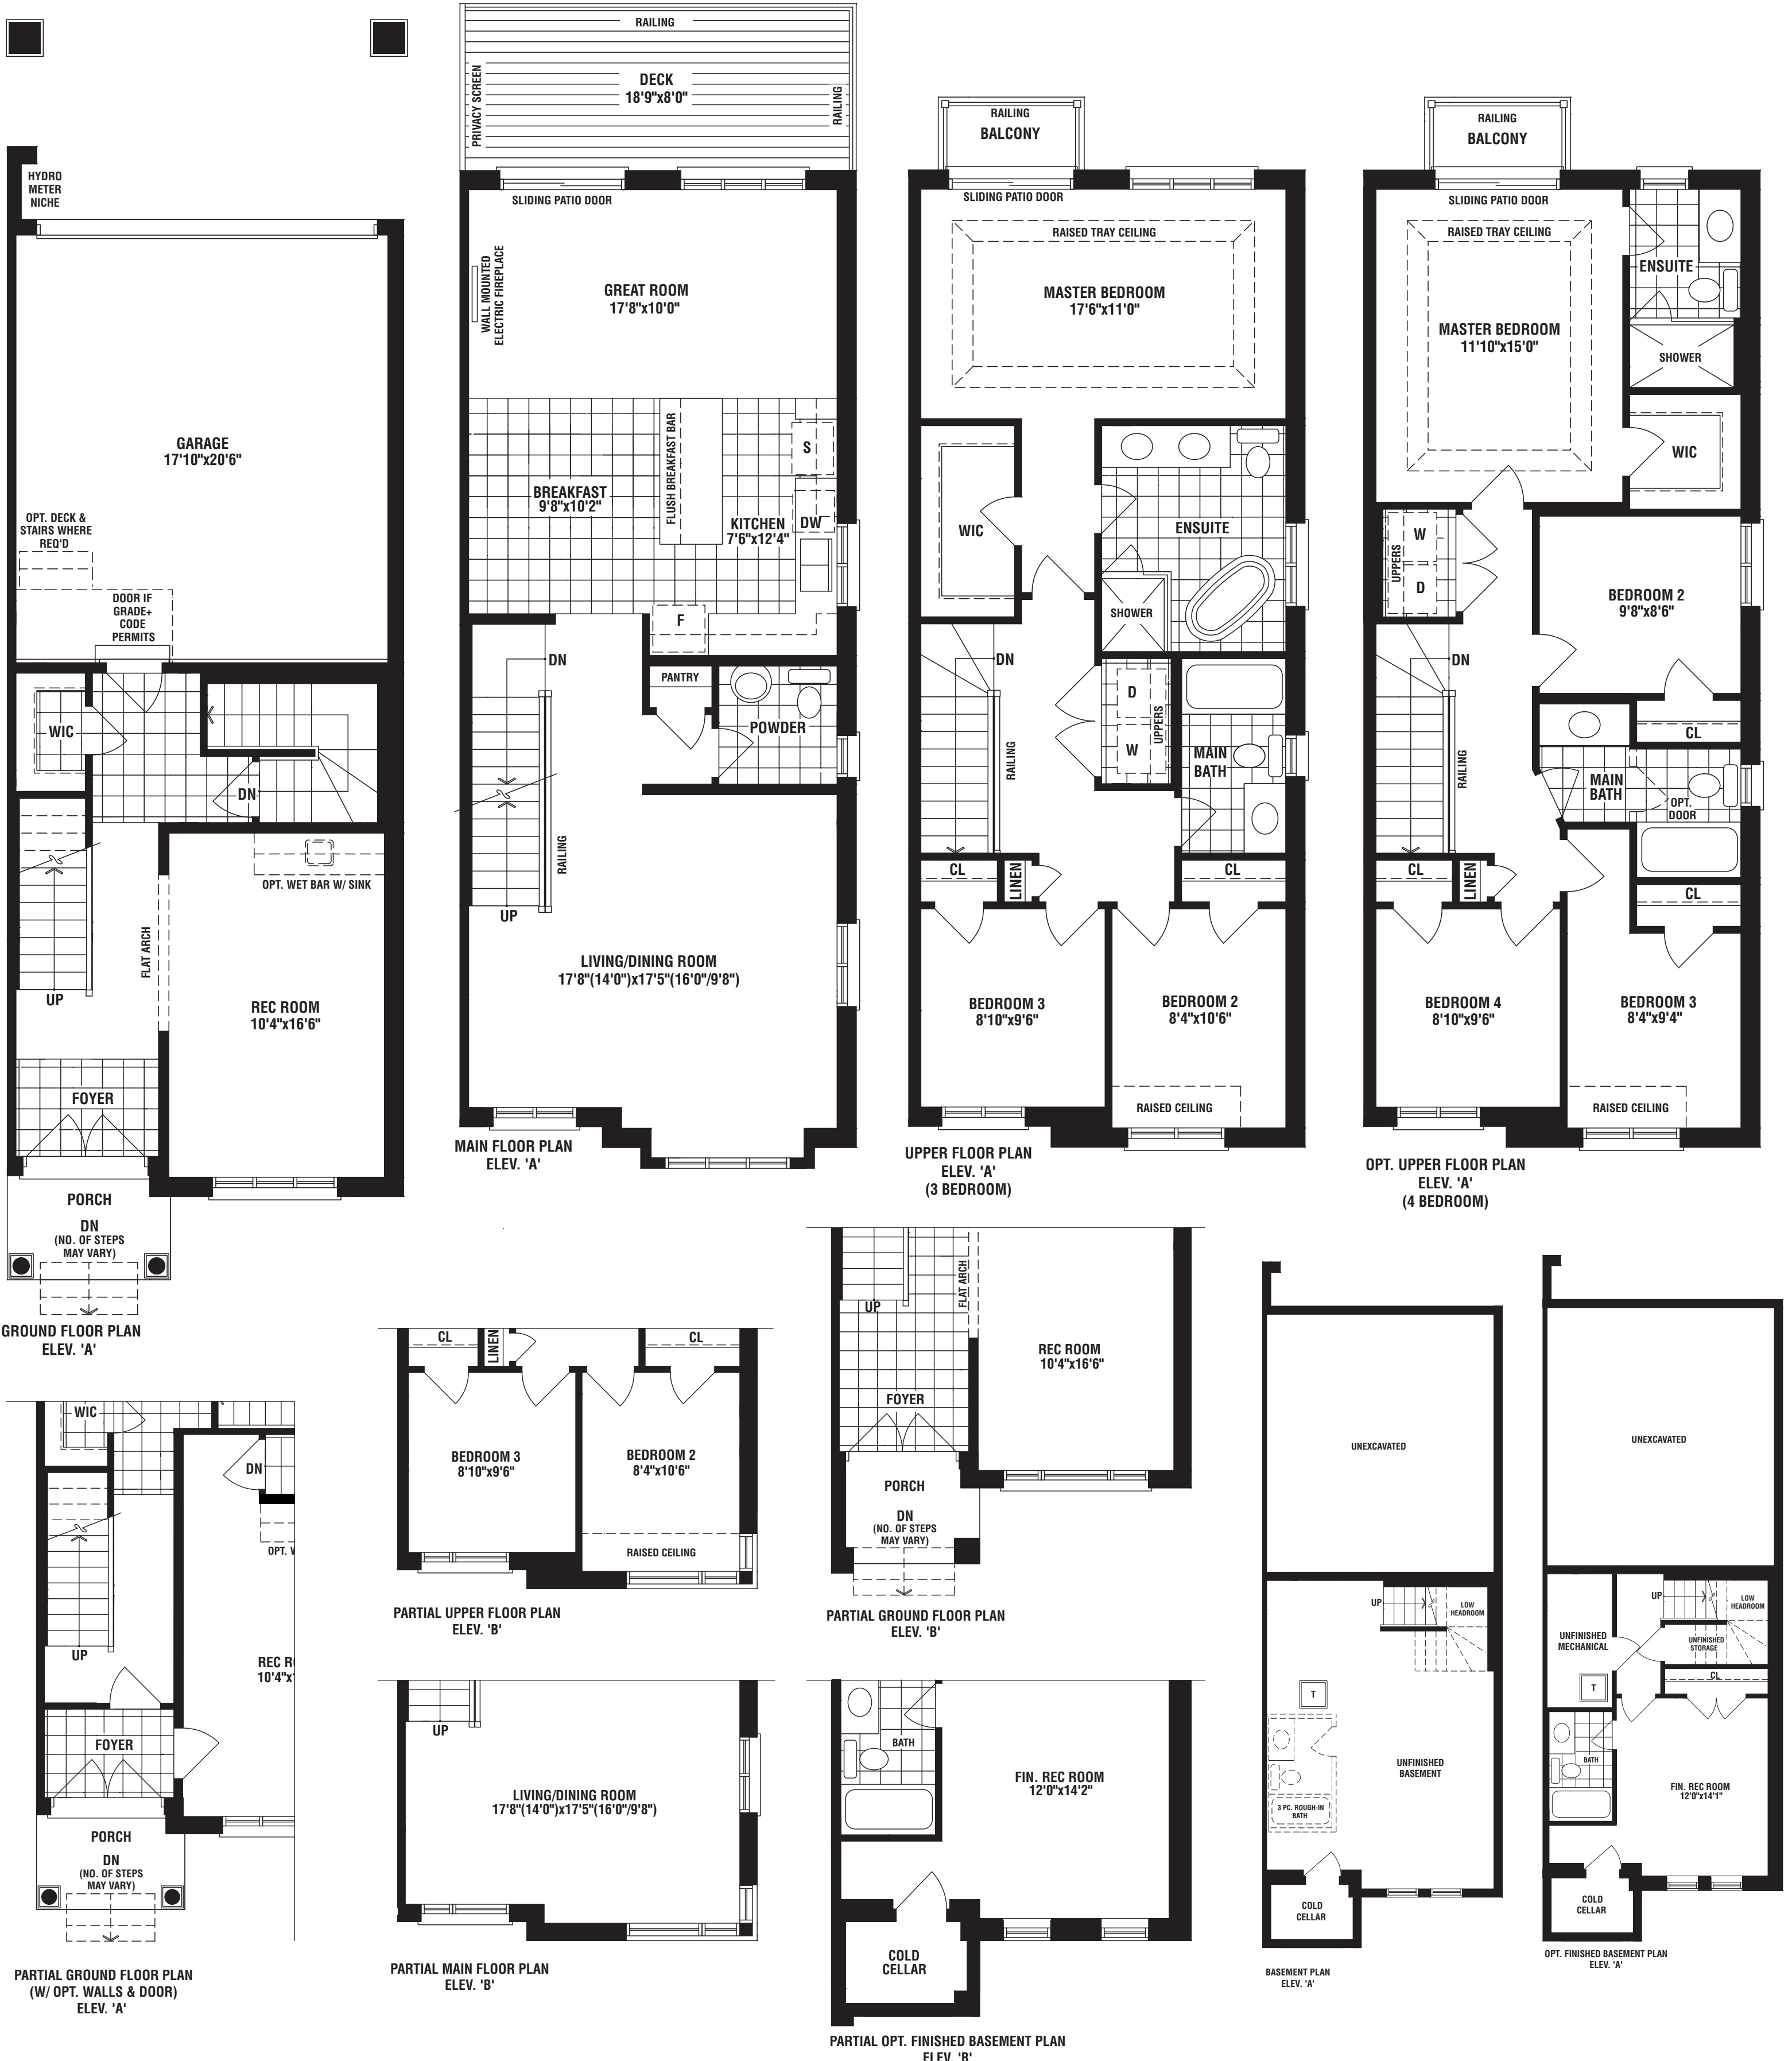 HYDRO
METER
NICHE
GARAGE
17'10"x20'6"
OPT. DECK &
STAIRS WHERE
REQ'D
DOOR IF
GRADE+
CODE
PERMITS
WIC
DN
OPT. WET BAR W/ SINK
UP
FLAT ARCH
REC ROOM
10'4"x16'6"
FOYER
PORCH
DN
(NO. OF STEPS
MAY VARY)
GROUND FLOOR PLAN
ELEV. 'A'
RAILING
PRIVACY SCREEN
DECK
18'9"x8'0"
RAILING
SLIDING PATIO DOOR
WALL MOUNTED
ELECTRIC FIREPLACE
GREAT ROOM
17'8"x10'0"
FLUSH BREAKFAST BAR
S
BREAKFAST
9'8"x10'2"
KITCHEN
7'6"x12'4"
DW
F
DN
PANTRY
POWDER
RAILING
UP
LIVING/DINING ROOM
17'8"(14'0")x17'5"(16'0"/9'8")
MAIN FLOOR PLAN
ELEV. 'A'
RAILING
BALCONY
SLIDING PATIO DOOR
RAISED TRAY CEILING
MASTER BEDROOM
17'6"x11'0"
WIC
ENSUITE
SHOWER
DN
D
W
UPPERS
RAILING
MAIN
BATH
CL
LINEN
CL
BEDROOM 3
8'10"x9'6"
BEDROOM 2
8'4"x10'6"
RAISED CEILING
UPPER FLOOR PLAN
ELEV. 'A'
(3 BEDROOM)
RAILING
BALCONY
SLIDING PATIO DOOR
RAISED TRAY CEILING
ENSUITE
MASTER BEDROOM
11'10"x15'0"
SHOWER
WIC
UPPERS
W
D
BEDROOM 2
9'8"x8'6"
DN
CL
RAILING
MAIN
BATH
OPT.
DOOR
CL
LINEN
CL
BEDROOM 4
8'10"x9'6"
BEDROOM 3
8'4"x9'4"
RAISED CEILING
OPT. UPPER FLOOR PLAN
ELEV. 'A'
(4 BEDROOM)
WIC
DN
OPT.
UP
REC
10'4"x
FOYER
PORCH
DN
(NO. OF STEPS
MAY VARY)
PARTIAL GROUND FLOOR PLAN
(W/ OPT. WALLS & DOOR)
ELEV. 'A'
CL
LINEN
CL
BEDROOM 3
8'10"x9'6"
BEDROOM 2
8'4"x10'6"
RAISED CEILING
PARTIAL UPPER FLOOR PLAN
ELEV. 'B'
UP
LIVING/DINING ROOM
17'8"(14'0")x17'5"(16'0"/9'8")
PARTIAL MAIN FLOOR PLAN
ELEV. 'B'
UP
FLAT ARCH
REC ROOM
10'4"x16'6"
FOYER
PORCH
DN
(NO. OF STEPS
MAY VARY)
PARTIAL GROUND FLOOR PLAN
ELEV. 'B'
BATH
FIN. REC ROOM
12'0"x14'2"
COLD
CELLAR
PARTIAL OPT. FINISHED BASEMENT PLAN
ELEV. 'B'
UNEXCAVATED
UP
LOW
HEADROOM
T
3 PC. ROUGH-IN
BATH
UNFINISHED
BASEMENT
COLD
CELLAR
BASEMENT PLAN
ELEV. 'A'
UNEXCAVATED
UP
LOW
HEADROOM
UNFINISHED
MECHANICAL
UNFINISHED
STORAGE
CL
T
BATH
FIN. REC ROOM
12'0"x14'1"
COLD
CELLAR
OPT. FINISHED BASEMENT PLAN
ELEV. 'A'